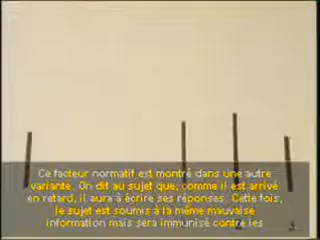 Ce facteur normatif est montré dans une autre
variante. On dit au sujet que, comme il est arrivé
en retard, il aura à écrire ses réponses. Cette fois,
le sujet est soumis à la même mauvaise
information mais sera immunisé contre les